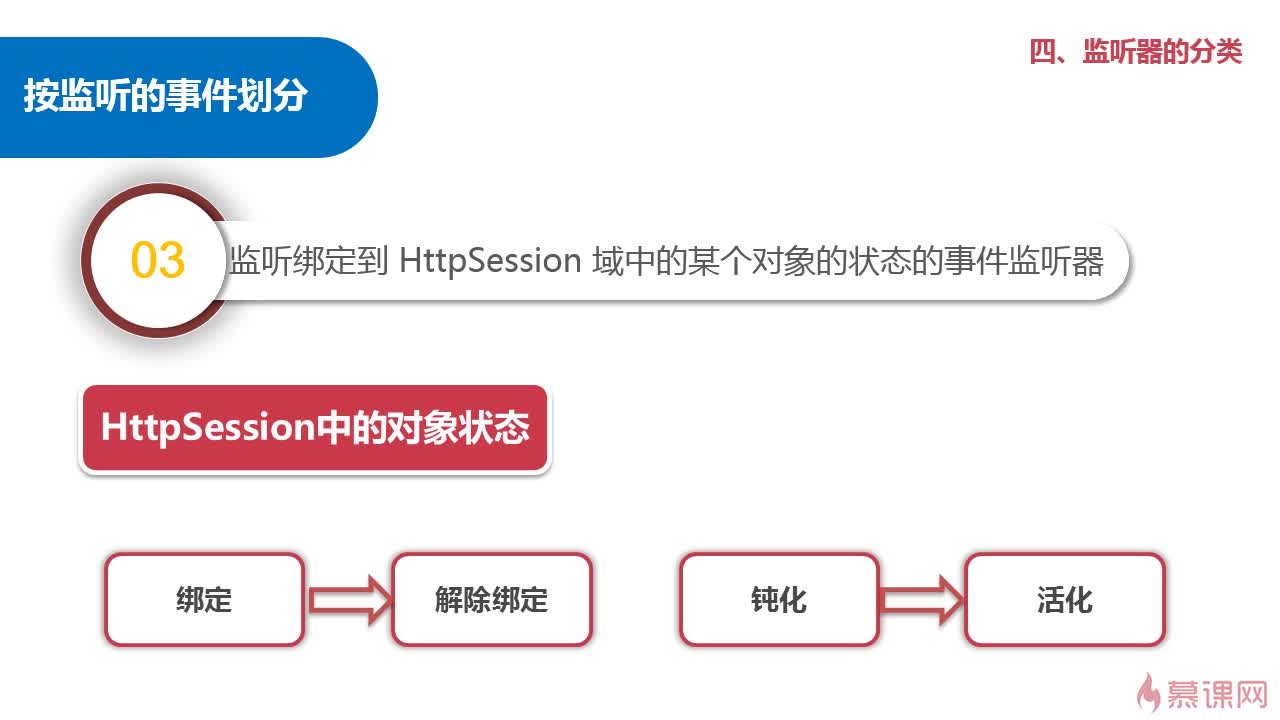 四、监听器的分类
按监听的事件划分
03
监听绑定到 HttpSession 域中的某个对象的状态的事件监听器
HttpSession中的对象状态
绑定
解除绑定
钝化
活化
慕课网